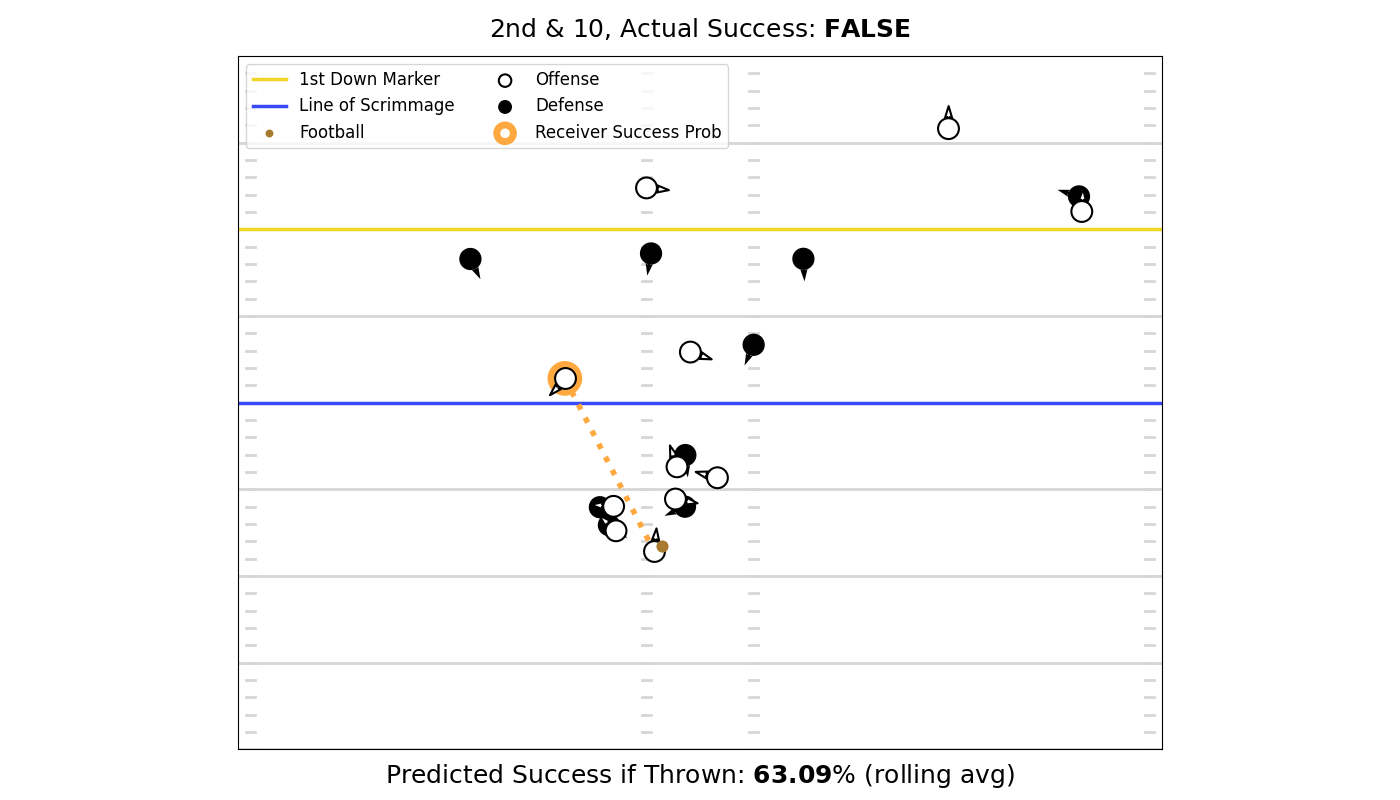 2nd & 10, Actual Success: FALSE
1st Down Marker
Line of Scrimmage
Football
Offense
Defense
Receiver Success Prob
Predicted Success if Thrown: 63.09% (rolling avg)